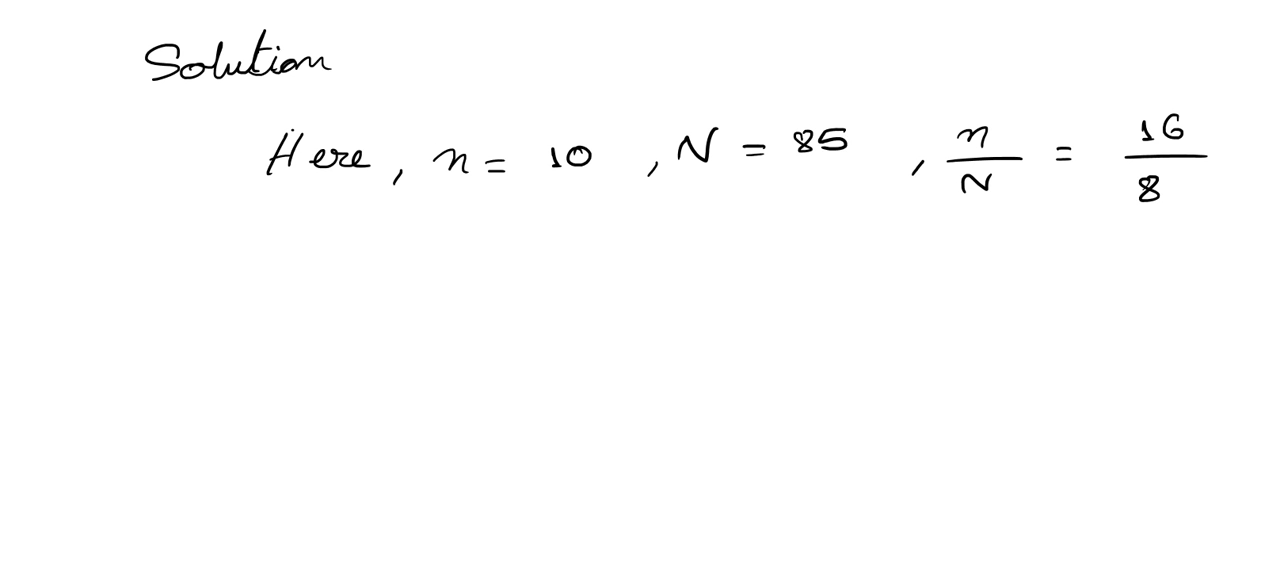 Solution
Here, n = 10, N = 85, n/N = 16/8